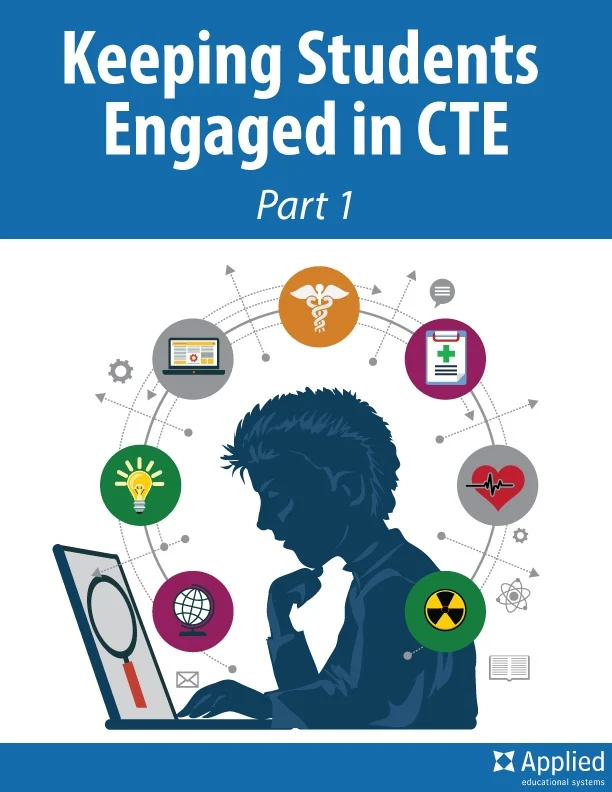 Keeping Students
Engaged in CTE
Part 1
Applied
educational systems